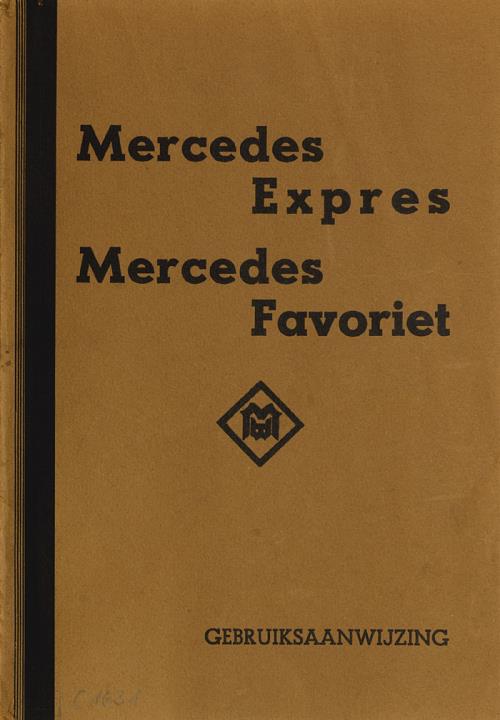 Mercedes
Expres
Mercedes
Favoriet
GEBRUIKSAANWIJZING